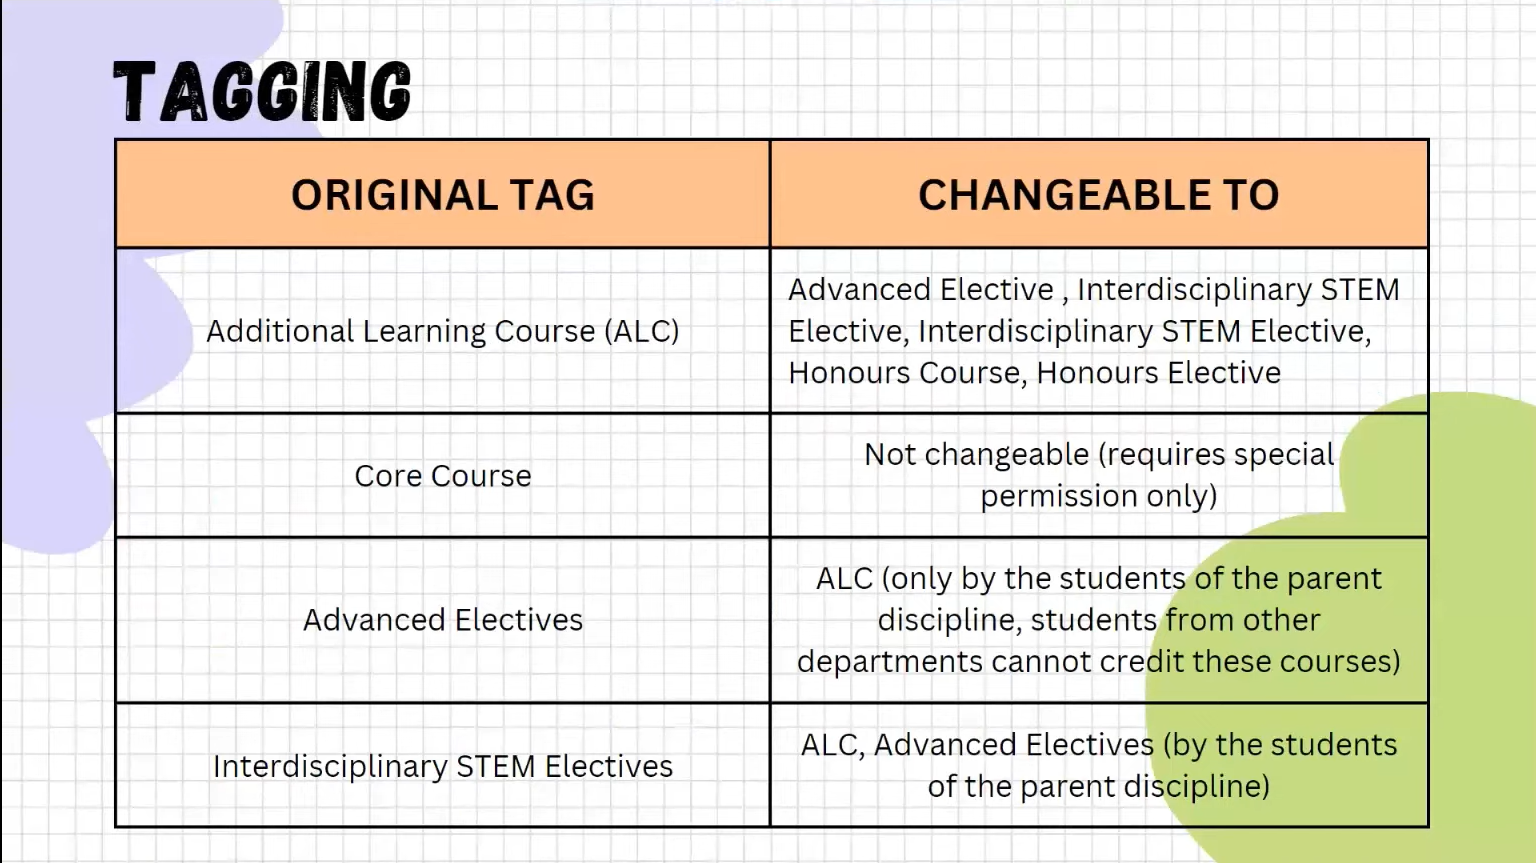 TAGGING
ORIGINAL TAG
CHANGEABLE TO
Additional Learning Course (ALC)
Advanced Elective , Interdisciplinary STEM
Elective, Interdisciplinary STEM Elective,
Honours Course, Honours Elective
Core Course
Not changeable (requires special
permission only)
Advanced Electives
ALC (only by the students of the parent
discipline, students from other
departments cannot credit these courses)
Interdisciplinary STEM Electives
ALC, Advanced Electives (by the students
of the parent discipline)